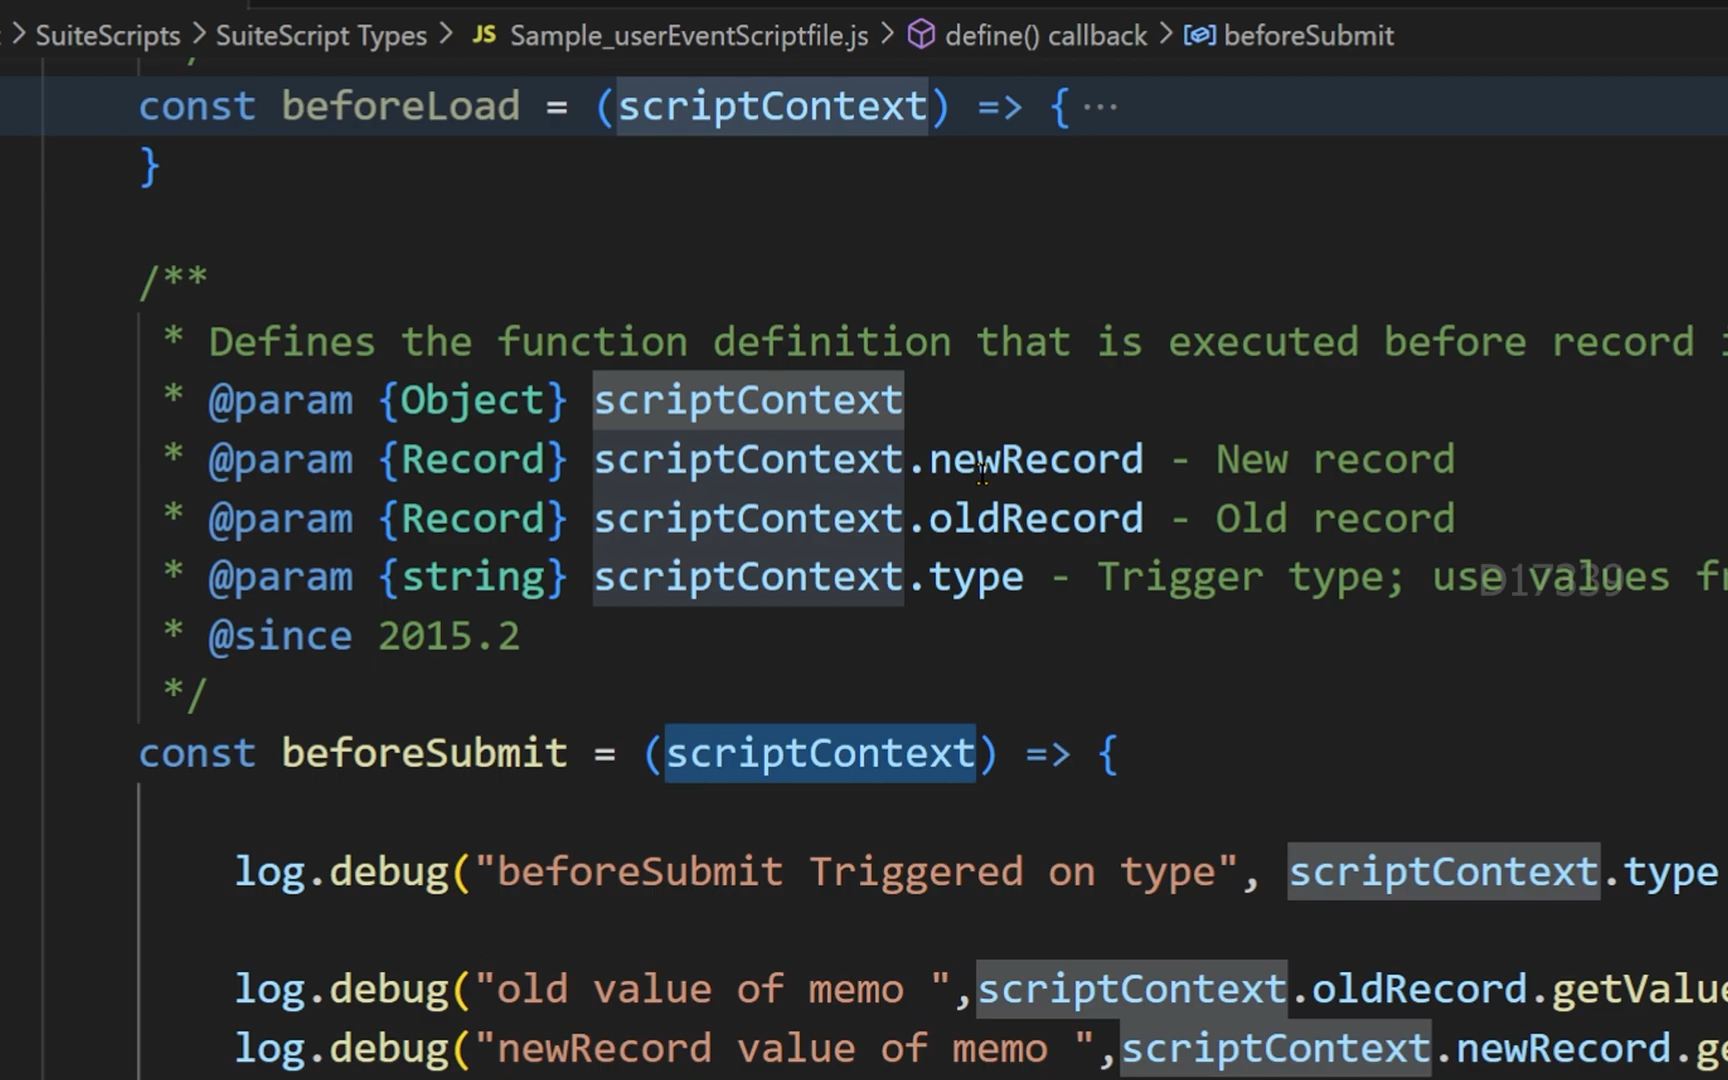 SuiteScripts > SuiteScript Types > JS Sample_userEventScriptfile.js > define() callback > beforeSubmit
const beforeLoad = (scriptContext) => { ···
}
/**
* Defines the function definition that is executed before record
* @param {Object} scriptContext
* @param {Record} scriptContext.newRecord - New record
* @param {Record} scriptContext.oldRecord - Old record
* @param {string} scriptContext.type - Trigger type; use values
D17339
* @since 2015.2
*/
const beforeSubmit = (scriptContext) => {
log.debug("beforeSubmit Triggered on type", scriptContext.type
log.debug("old value of memo ",scriptContext.oldRecord.getValue
log.debug("newRecord value of memo ",scriptContext.newRecord.ge